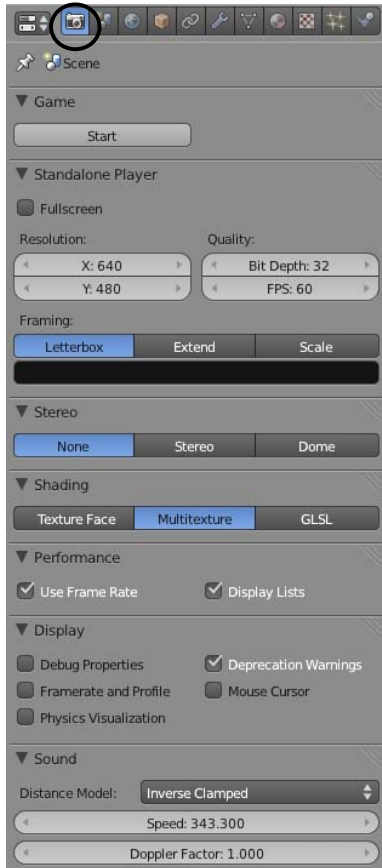 Scene
Game
Start
Standalone Player
Fullscreen
Resolution: Quality:
X: 640 Bit Depth: 32
Y: 480 FPS: 60
Framing:
Letterbox Extend Scale
Stereo
None Stereo Dome
Shading
Texture Face Multitexture GLSL
Performance
Use Frame Rate Display Lists
Display
Debug Properties Deprecation Warnings
Framerate and Profile Mouse Cursor
Physics Visualization
Sound
Distance Model: Inverse Clamped
Speed: 343.300
Doppler Factor: 1.000